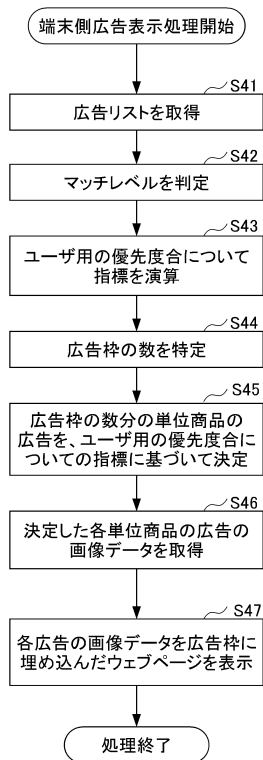 端末側広告表示処理開始
S41
広告リストを取得
S42
マッチレベルを判定
S43
ユーザ用の優先度合について
指標を演算
S44
広告枠の数を特定
S45
広告枠の数分の単位商品の
広告を、ユーザ用の優先度合に
ついての指標に基づいて決定
S46
決定した各単位商品の広告の
画像データを取得
S47
各広告の画像データを広告枠に
埋め込んだウェブページを表示
処理終了